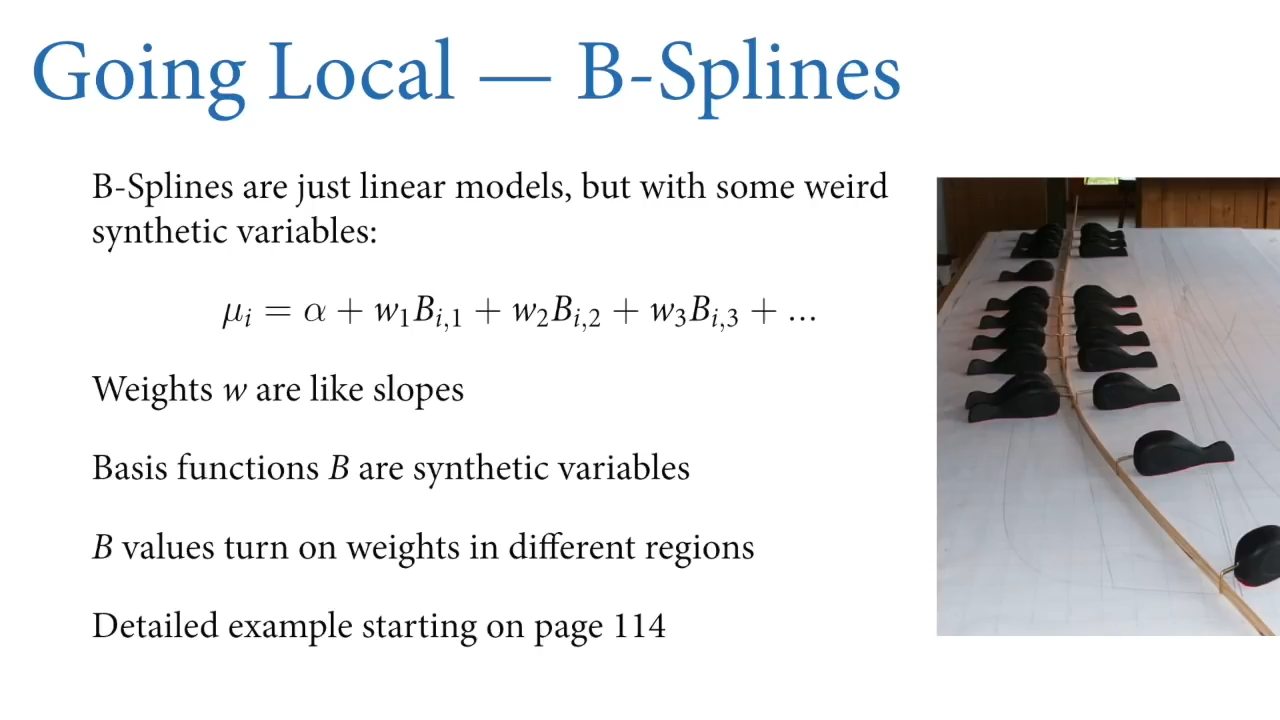 Going Local — B-Splines
B-Splines are just linear models, but with some weird
synthetic variables:
μᵢ = α + w₁Bᵢ,₁ + w₂Bᵢ,₂ + w₃Bᵢ,₃ + ...
Weights w are like slopes
Basis functions B are synthetic variables
B values turn on weights in different regions
Detailed example starting on page 114